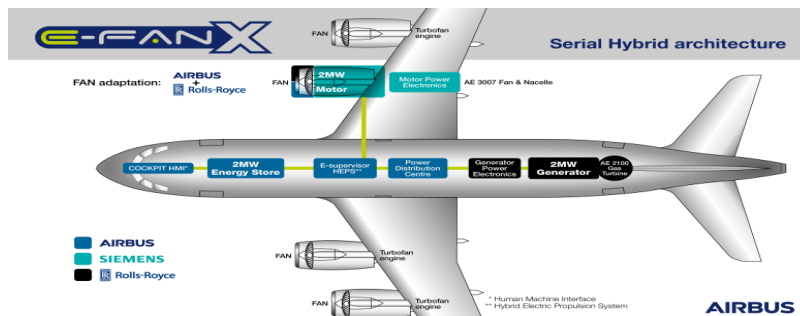 E-FAN X
Serial Hybrid architecture
FAN
Turbofan
engine
FAN adaptation:
AIRBUS
+
Rolls-Royce
FAN
2MW
Motor
Motor Power
Electronics
AE 3007 Fan & Nacelle
COCKPIT HMI*
2MW
Energy Store
E-supervisor
HEPS**
Power
Distribution
Centre
Generator
Power
Electronics
2MW
Generator
AE 2100
Gas
Turbine
AIRBUS
SIEMENS
RR Rolls-Royce
FAN
Turbofan
engine
FAN
Turbofan
engine
* Human Machine Interface
** Hybrid Electric Propulsion System
AIRBUS